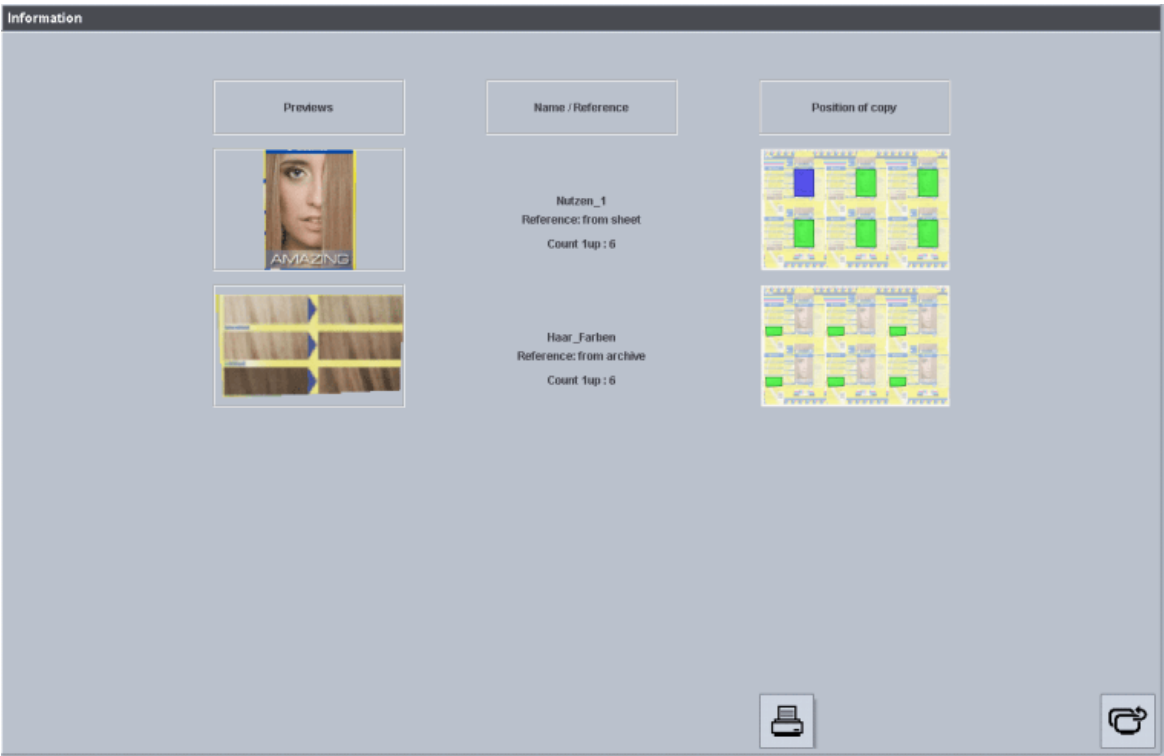 Information
Previews
Name / Reference
Position of copy
AMAZING
Nutzen_1
Reference: from sheet
Count 1up : 6
Haar_Farben
Reference: from archive
Count 1up : 6